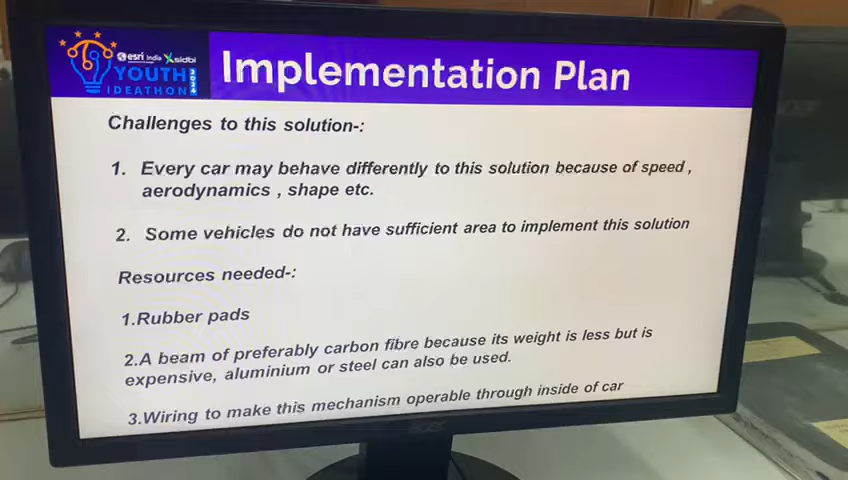 esri India sidbi
YOUTH 2024
IDEATHON
Implementation Plan
Challenges to this solution-:
1. Every car may behave differently to this solution because of speed ,
aerodynamics , shape etc.
2. Some vehicles do not have sufficient area to implement this solution
Resources needed-:
1.Rubber pads
2.A beam of preferably carbon fibre because its weight is less but is
expensive, aluminium or steel can also be used.
3.Wiring to make this mechanism operable through inside of car
acer